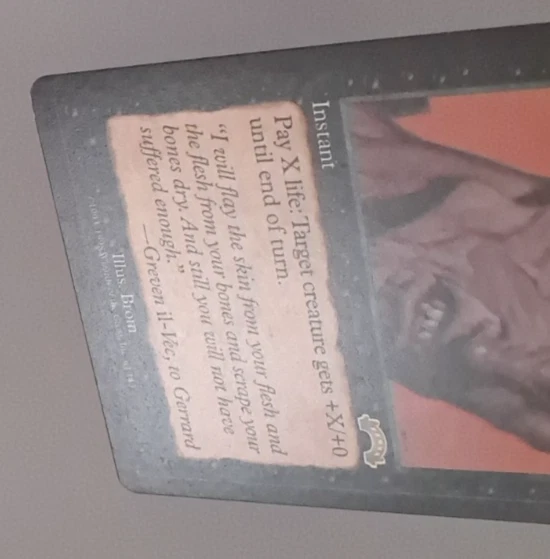 Instant
Pay X life: Target creature gets +X/+0
until end of turn.
"I will flay the skin from your flesh and
the flesh from your bones and scrape your
bones dry. And still you will not have
suffered enough."
—Greven il-Vec, to Gerrard
Illus. Brom